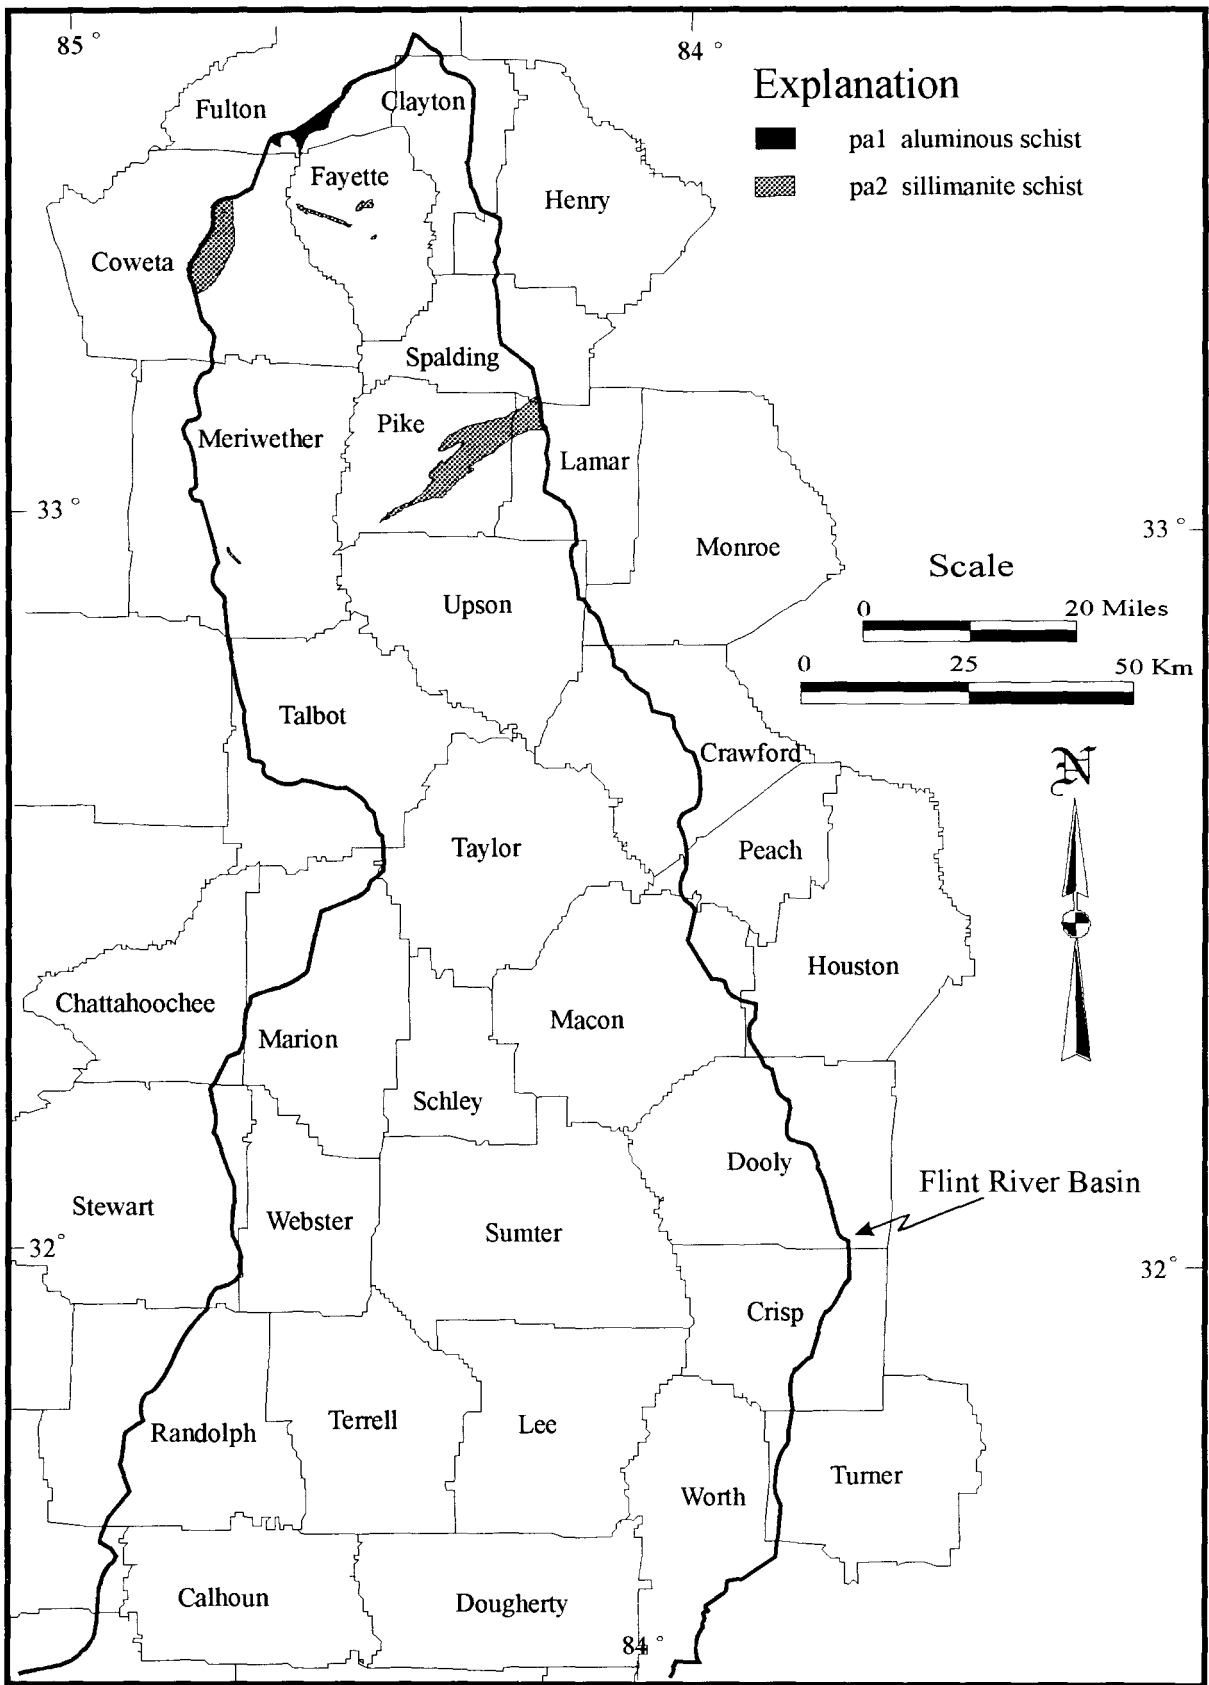 85 °
84 °
Explanation
pa1 aluminous schist
pa2 sillimanite schist
Fulton
Clayton
Fayette
Henry
Coweta
Spalding
Pike
Meriwether
Lamar
33 °
33 °
Monroe
Scale
0 20 Miles
0 25 50 Km
Upson
Talbot
Crawford
N
Taylor
Peach
Houston
Chattahoochee
Macon
Marion
Schley
Dooly
Flint River Basin
Stewart
Webster
Sumter
32°
32°
Crisp
Randolph
Terrell
Lee
Turner
Worth
Calhoun
Dougherty
84 °